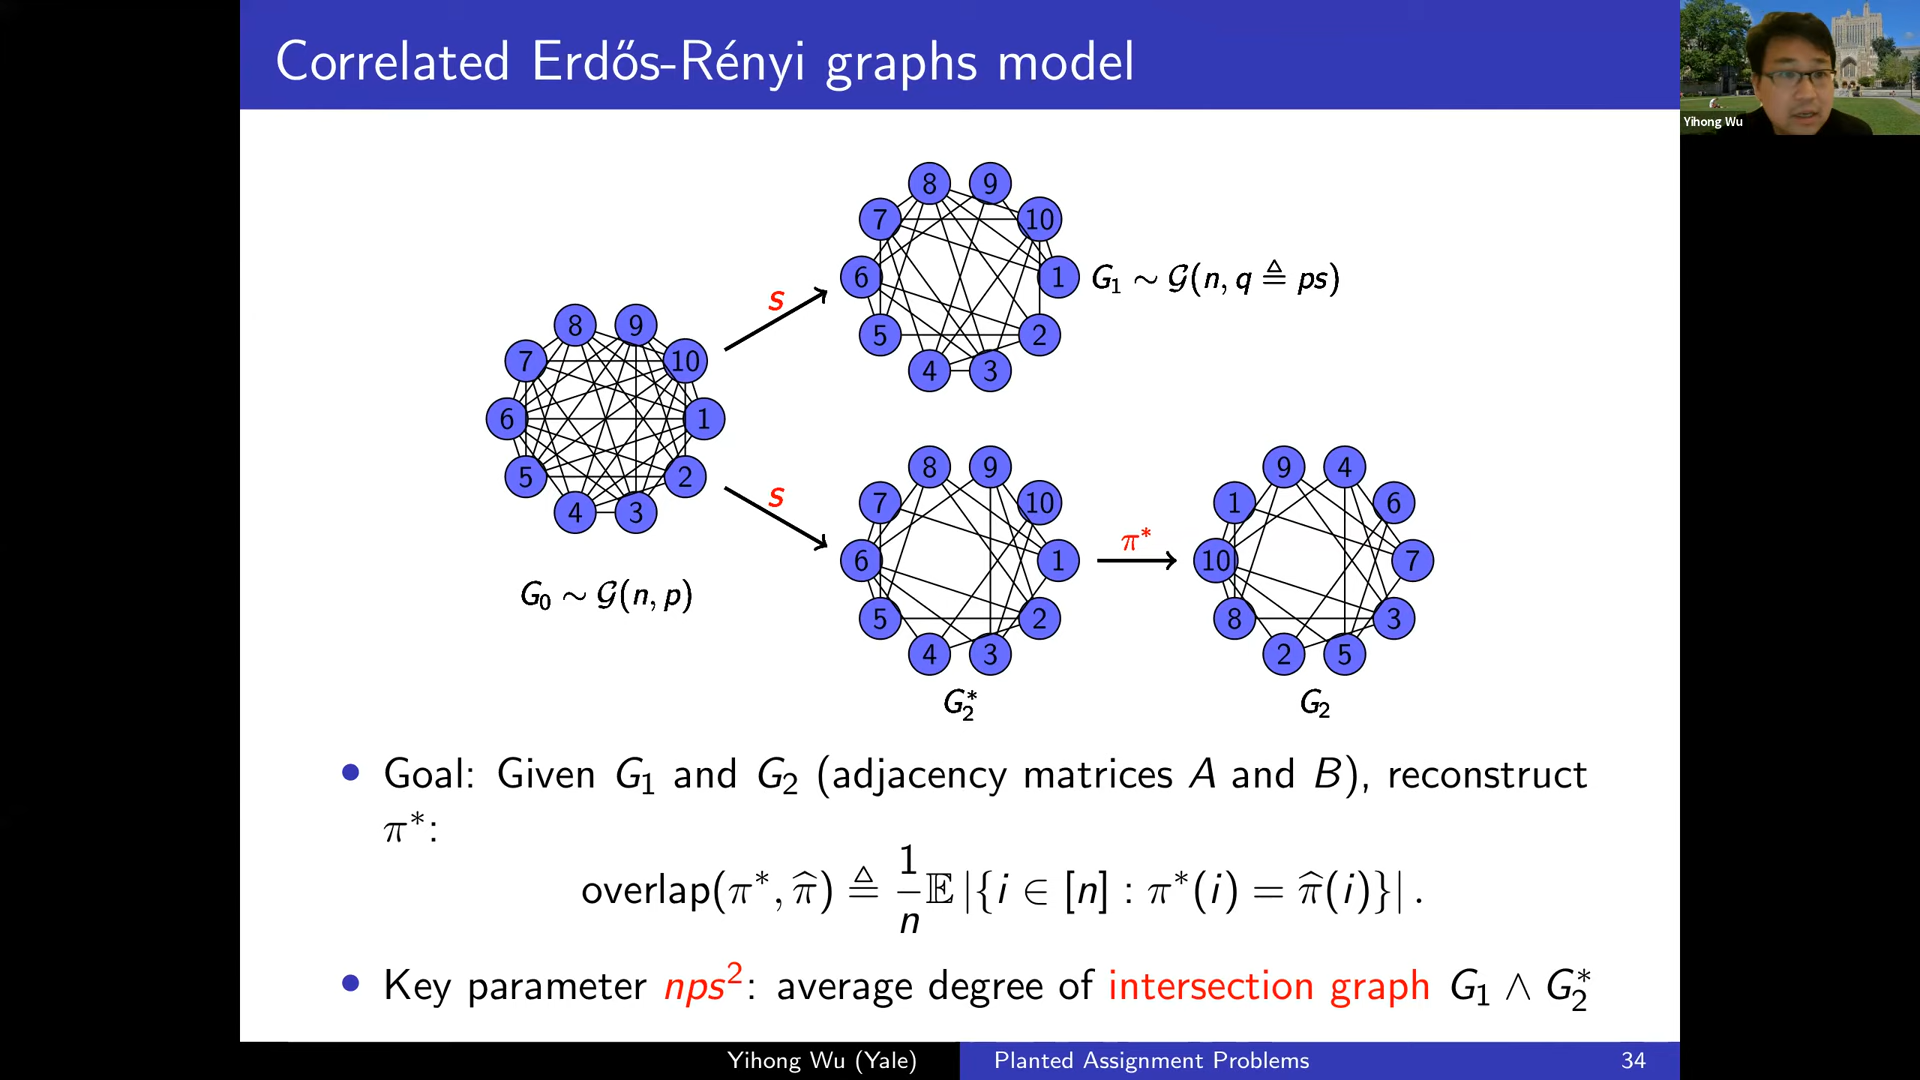 Correlated Erdős-Rényi graphs model
Yihong Wu
8 9
7 10
6 1
5 2
4 3
G₁ ∼ 𝒢(n, q ≜ ps)
s
8 9
7 10
6 1
5 2
4 3
G₀ ∼ 𝒢(n, p)
s
8 9
7 10
6 1
5 2
4 3
G₂*
π*
9 4
1 6
10 7
8 3
2 5
G₂
• Goal: Given G₁ and G₂ (adjacency matrices A and B), reconstruct
π*:
overlap(π*, π̂) ≜ 1/n 𝔼 |{i ∈ [n] : π*(i) = π̂(i)}| .
• Key parameter nps²: average degree of intersection graph G₁ ∧ G₂*
Yihong Wu (Yale) Planted Assignment Problems 34